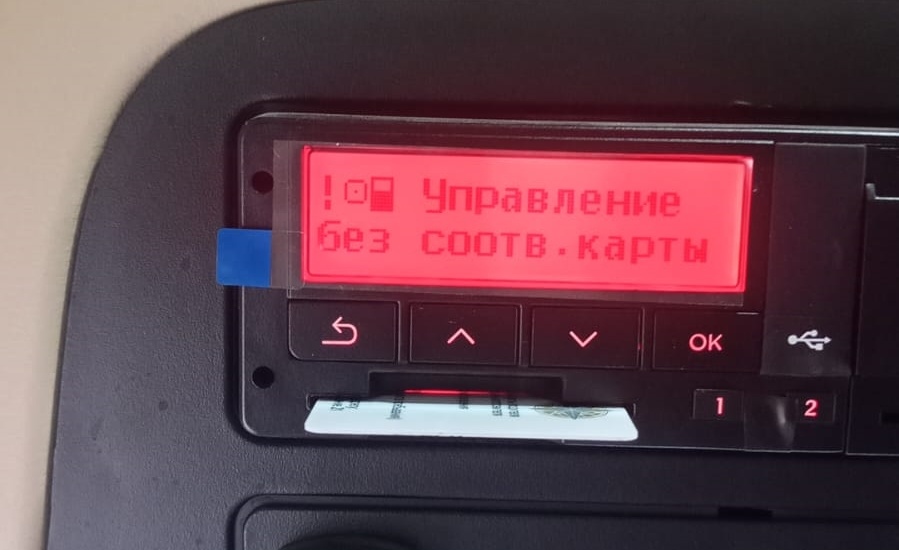 ! Управление
без соотв.карты
OK
1 2